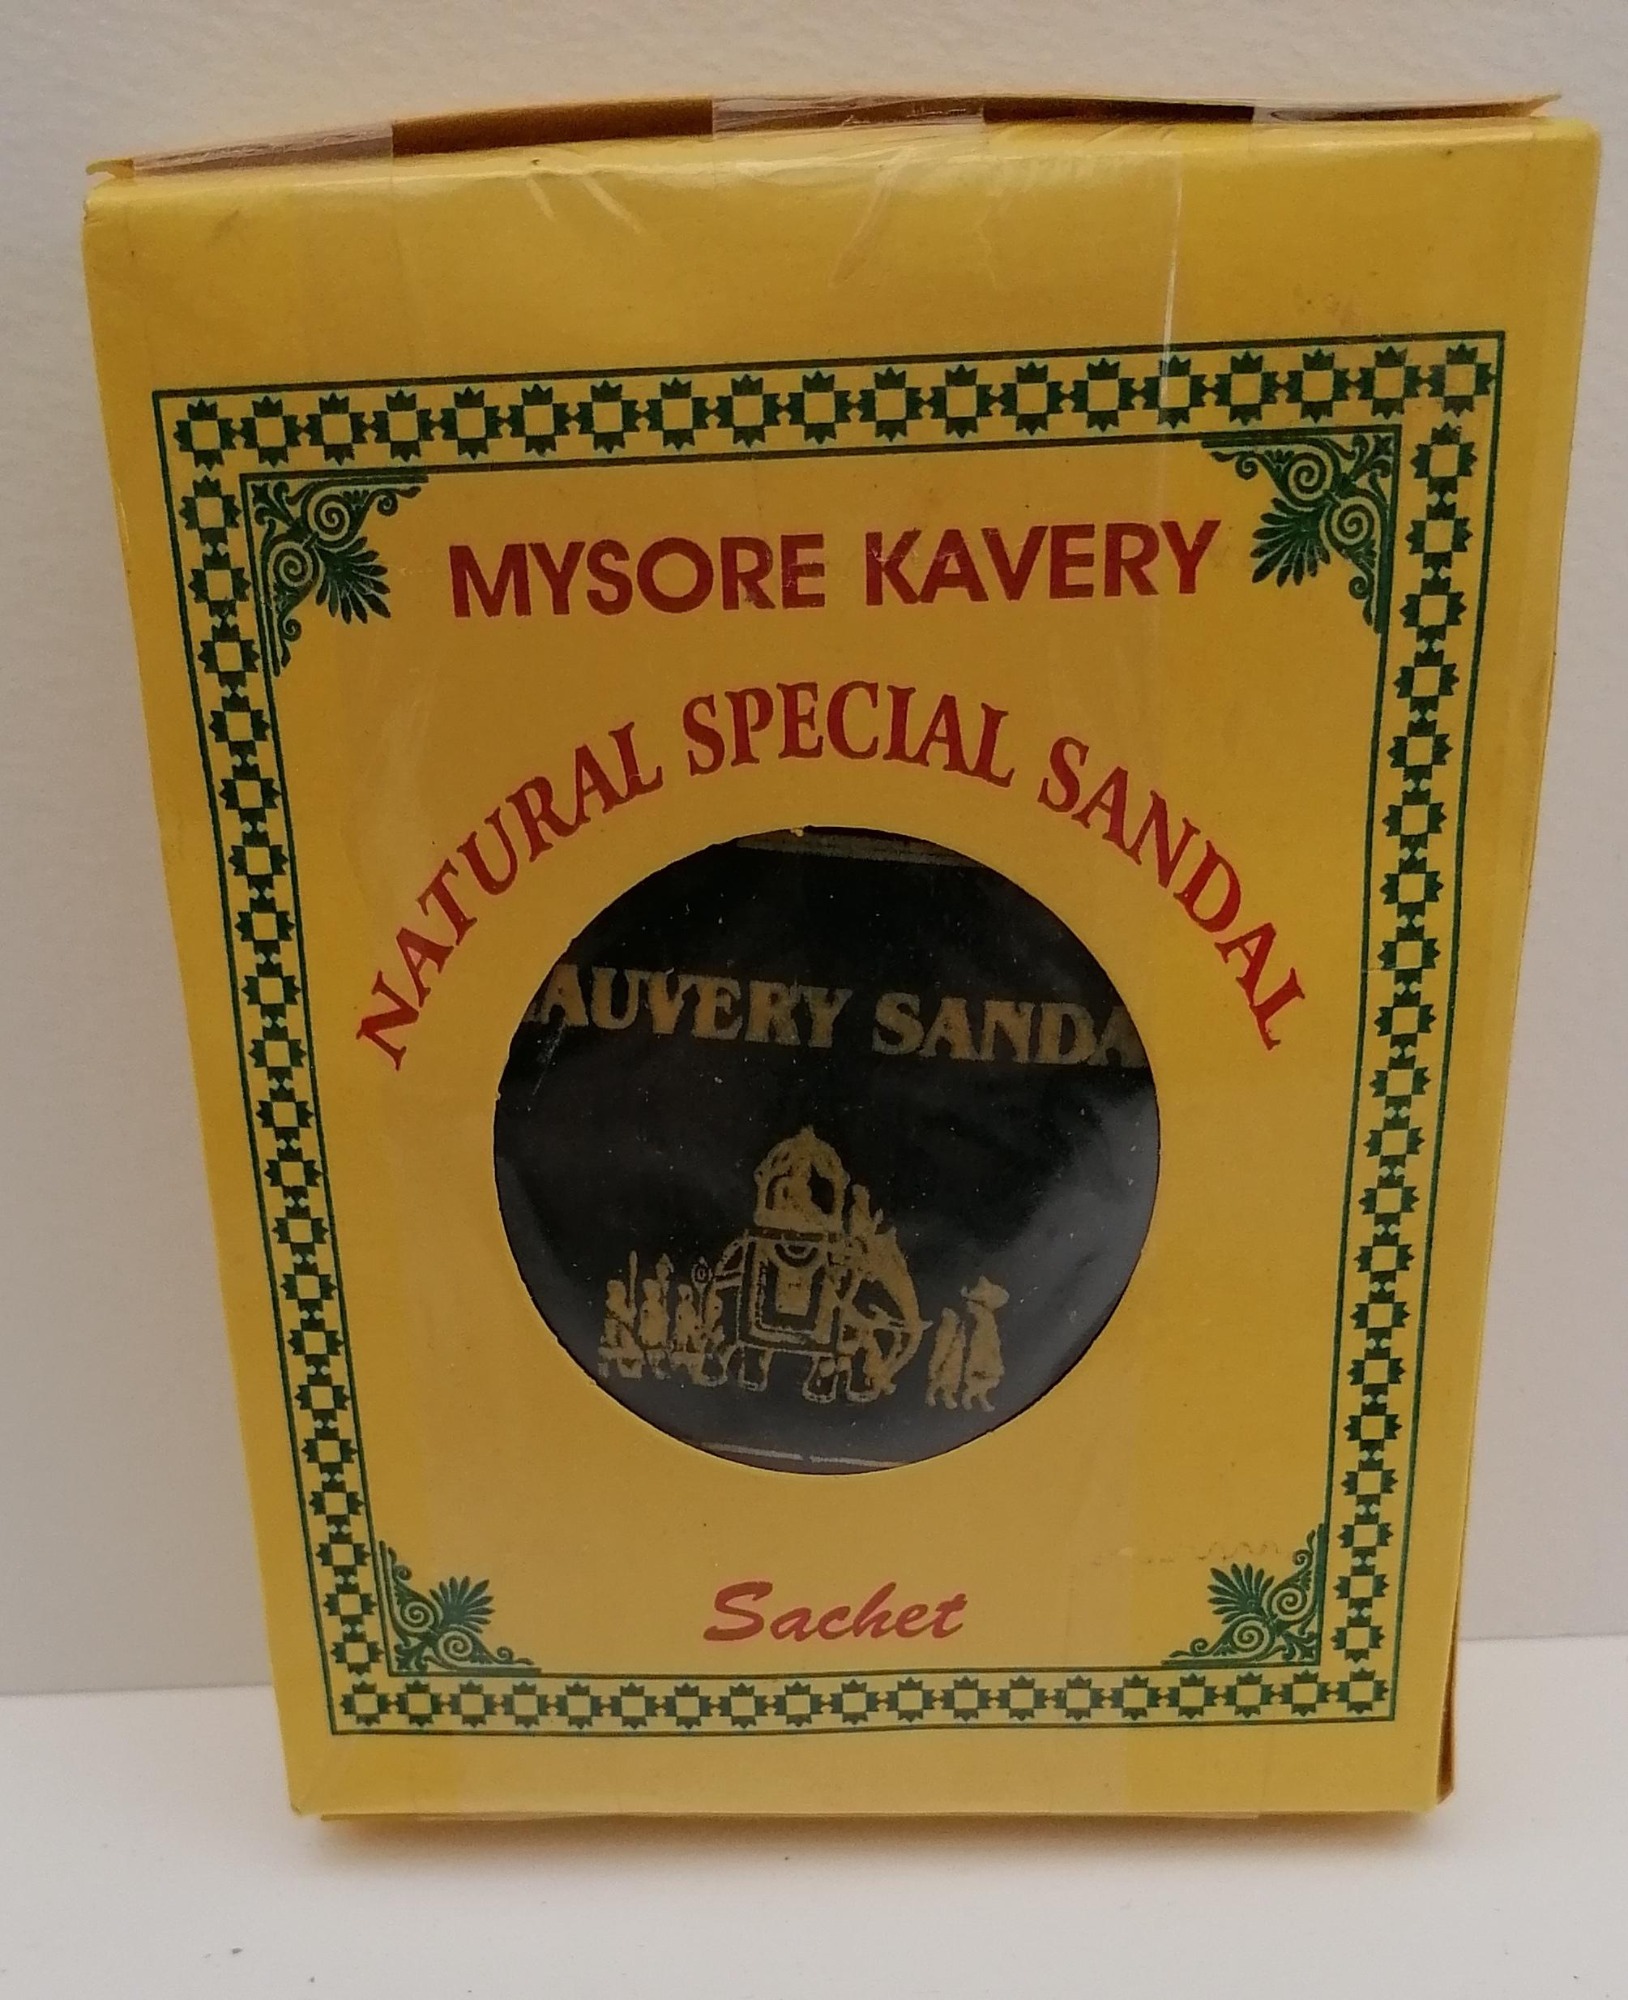 MYSORE KAVERY
NATURAL SPECIAL SANDAL
AUVERY SANDA
Sachet